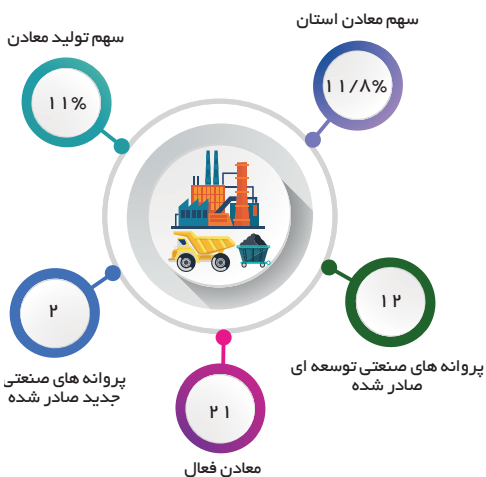 سهم معادن استان
۱۱/۸%
سهم تولید معادن
۱۱%
۱۲
پروانه های صنعتی توسعه ای
صادر شده
۲
پروانه های صنعتی
جدید صادر شده
۲۱
معادن فعال